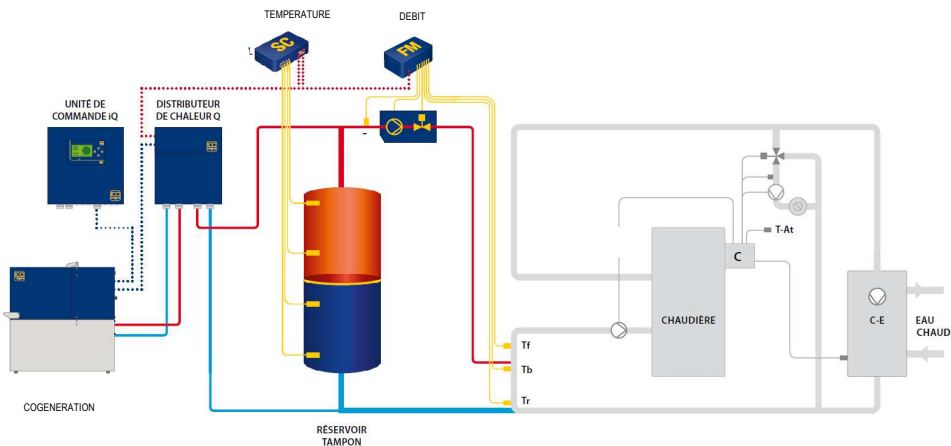 TEMPERATURE
DEBIT
SC
FM
UNITÉ DE
COMMANDE iQ
DISTRIBUTEUR
DE CHALEUR Q
T-At
C
CHAUDIÈRE
C-E
EAU
CHAUD
Tf
Tb
Tr
COGENERATION
RÉSERVOIR
TAMPON